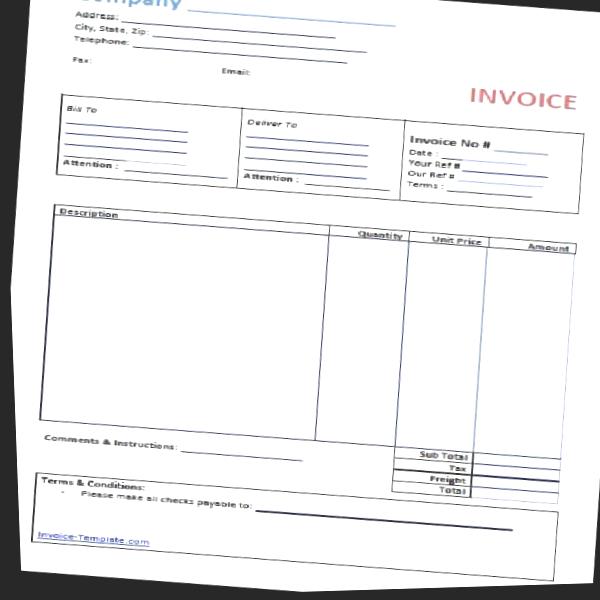 Company
Address:
City, State, Zip:
Telephone:
Fax: Email:
INVOICE
Bill To
Attention :
Deliver To
Attention :
Invoice No #
Date :
Your Ref #
Our Ref #
Terms :
Description Quantity Unit Price Amount
Comments & Instructions:
Sub Total
Tax
Freight
Total
Terms & Conditions:
- Please make all checks payable to:
Invoice-Template.com